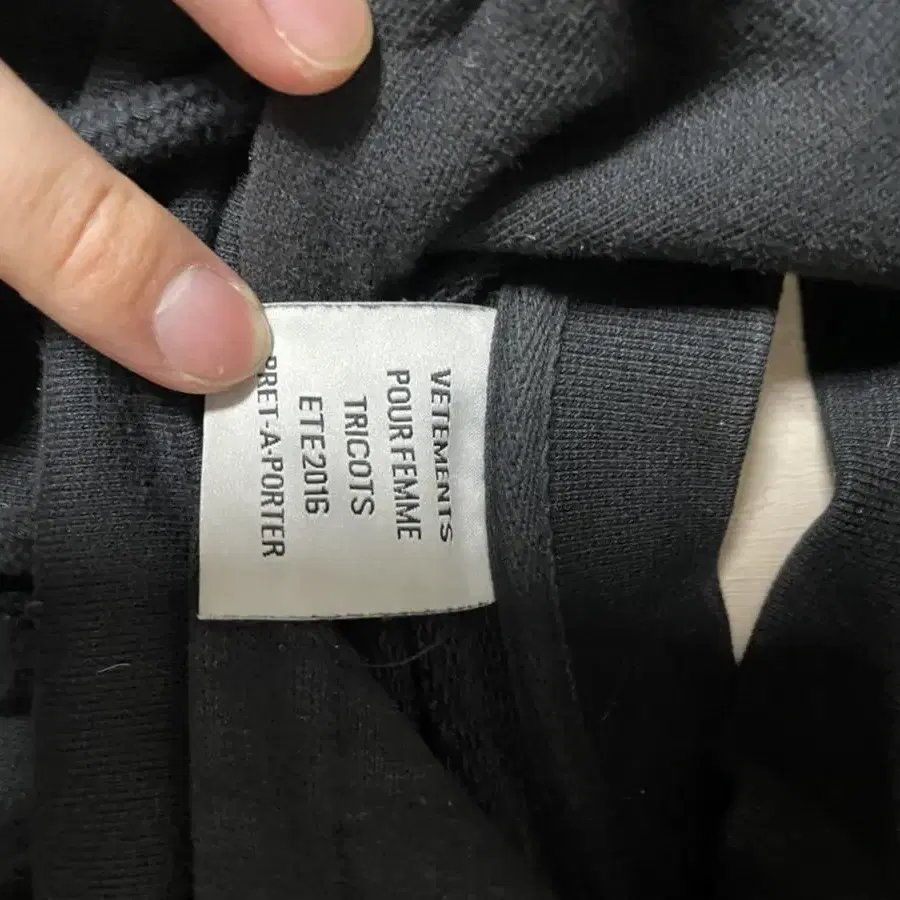 VETEMENTS
POUR FEMME
TRICOTS
ETE2016
PRET-A-PORTER